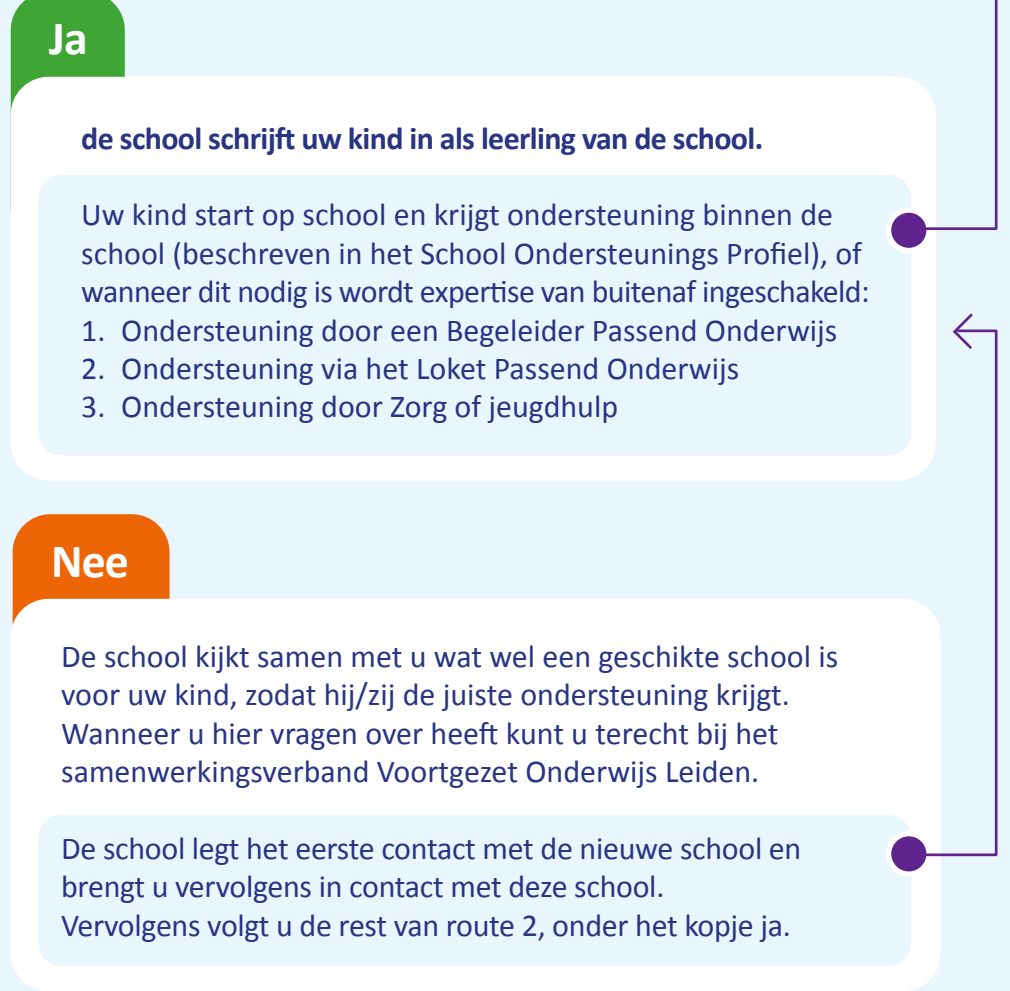 Ja
de school schrijft uw kind in als leerling van de school.
Uw kind start op school en krijgt ondersteuning binnen de
school (beschreven in het School Ondersteunings Profiel), of
wanneer dit nodig is wordt expertise van buitenaf ingeschakeld:
1. Ondersteuning door een Begeleider Passend Onderwijs
2. Ondersteuning via het Loket Passend Onderwijs
3. Ondersteuning door Zorg of jeugdhulp
Nee
De school kijkt samen met u wat wel een geschikte school is
voor uw kind, zodat hij/zij de juiste ondersteuning krijgt.
Wanneer u hier vragen over heeft kunt u terecht bij het
samenwerkingsverband Voortgezet Onderwijs Leiden.
De school legt het eerste contact met de nieuwe school en
brengt u vervolgens in contact met deze school.
Vervolgens volgt u de rest van route 2, onder het kopje ja.